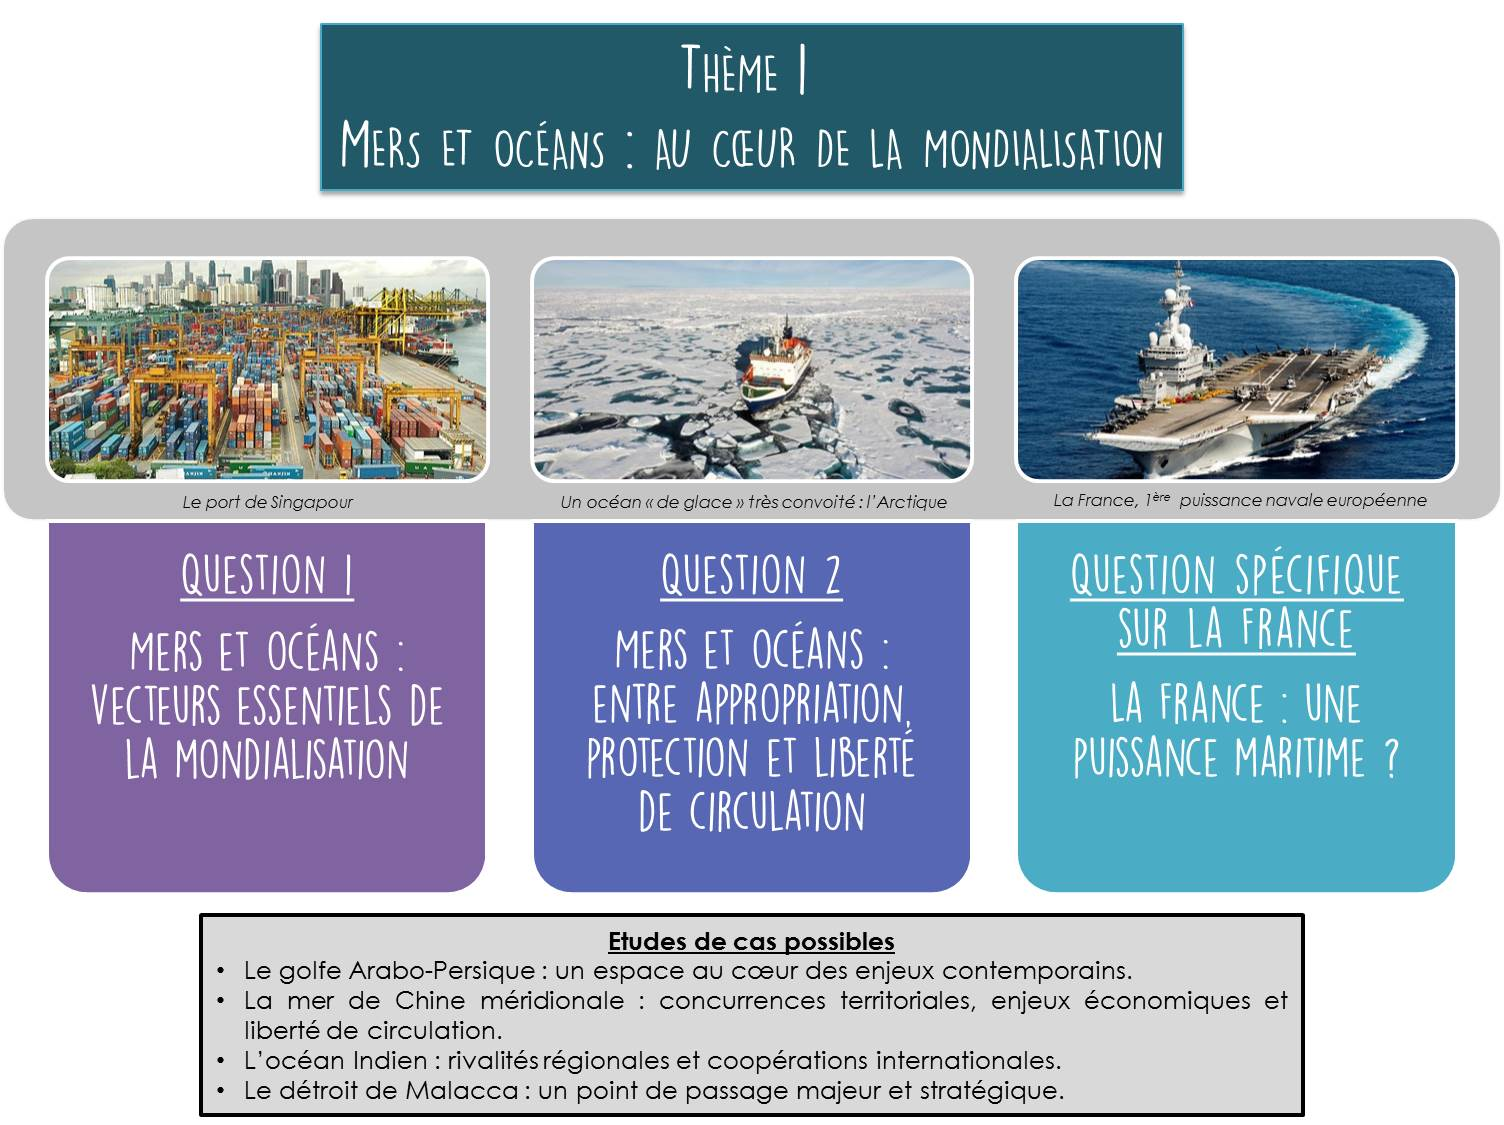 Thème 1
Mers et océans : au cœur de la mondialisation
Le port de Singapour
Un océan « de glace » très convoité : l'Arctique
La France, 1ère puissance navale européenne
QUESTION 1
MERS ET OCÉANS :
VECTEURS ESSENTIELS DE
LA MONDIALISATION
QUESTION 2
MERS ET OCÉANS :
ENTRE APPROPRIATION,
PROTECTION ET LIBERTÉ
DE CIRCULATION
QUESTION SPÉCIFIQUE
SUR LA FRANCE
LA FRANCE : UNE
PUISSANCE MARITIME ?
Etudes de cas possibles
• Le golfe Arabo-Persique : un espace au cœur des enjeux contemporains.
• La mer de Chine méridionale : concurrences territoriales, enjeux économiques et
liberté de circulation.
• L'océan Indien : rivalités régionales et coopérations internationales.
• Le détroit de Malacca : un point de passage majeur et stratégique.